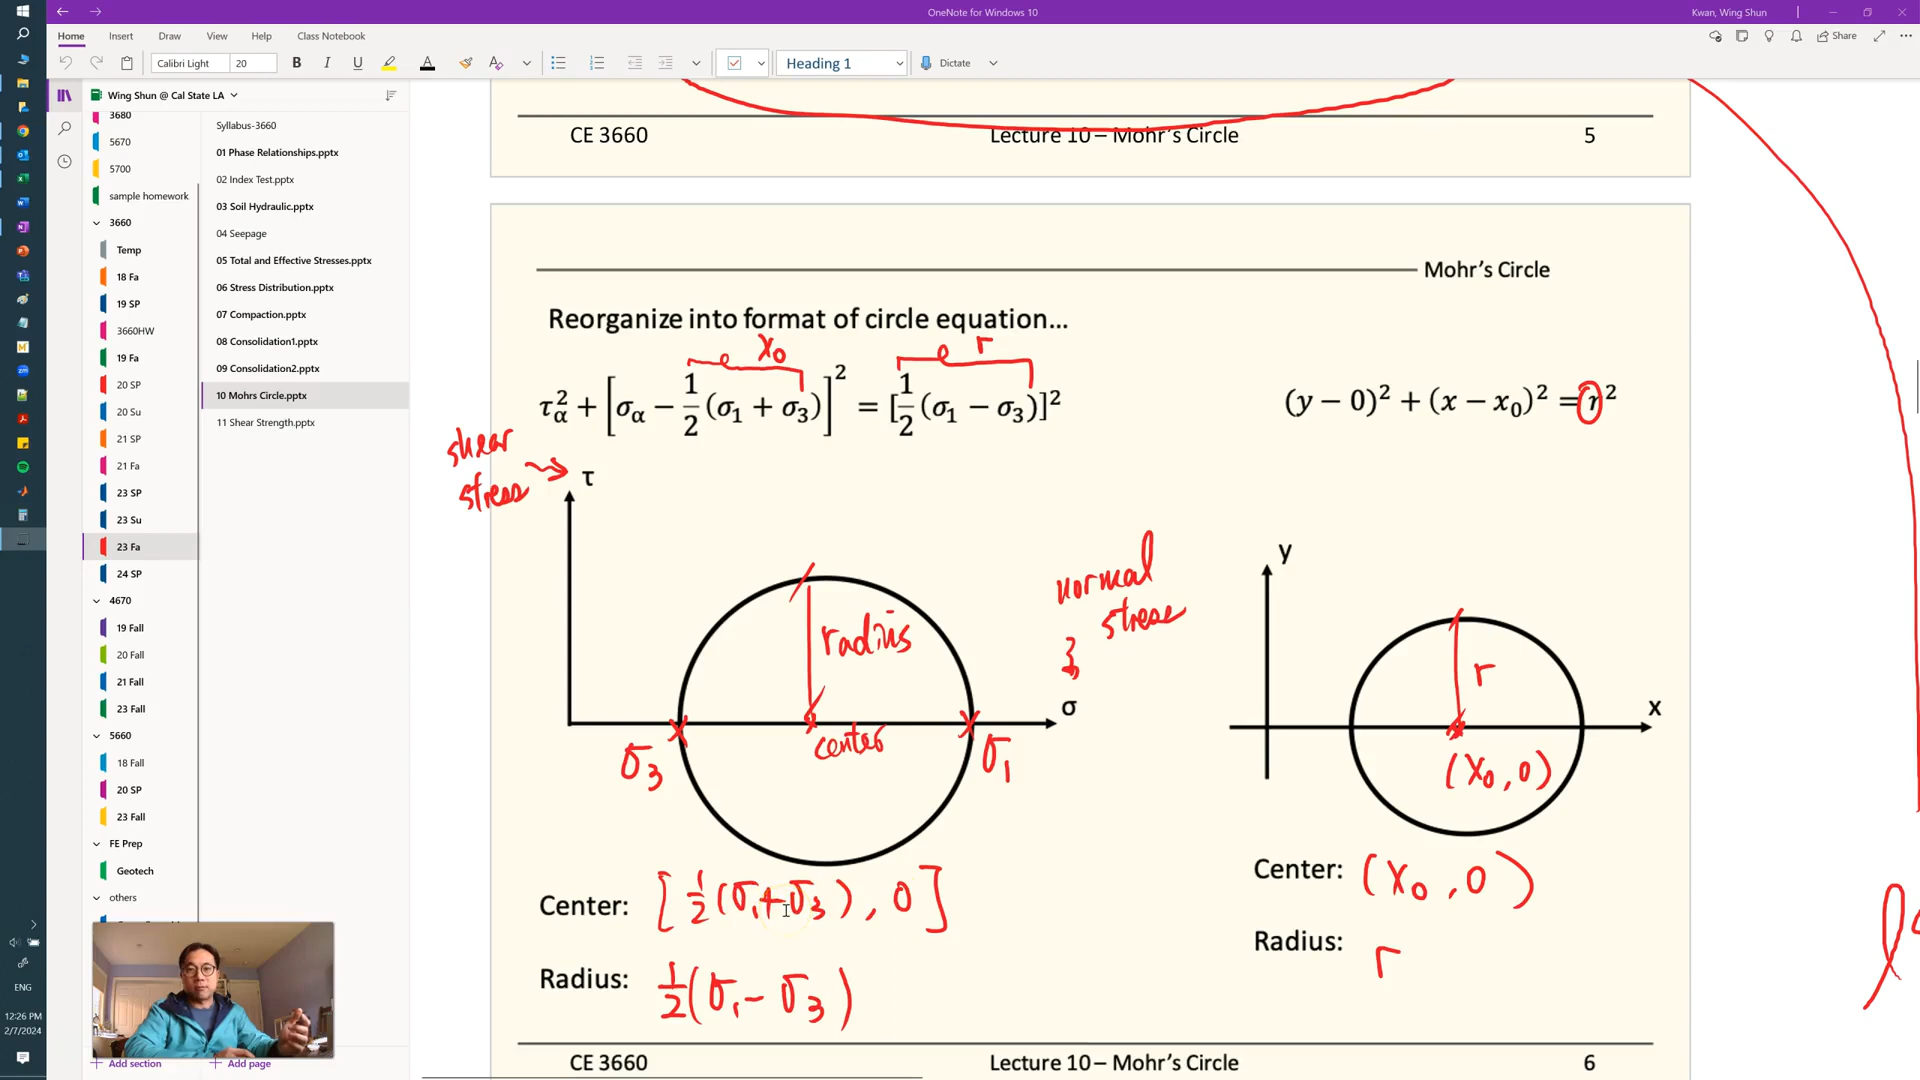 OneNote for Windows 10
Kwan, Wing Shun
Home Insert Draw View Help Class Notebook
Share
Calibri Light 20 B I U A Heading 1 Dictate
Wing Shun @ Cal State LA
3680
5670
5700
sample homework
3660
Temp
18 Fa
19 SP
3660HW
19 Fa
20 SP
20 Su
21 SP
21 Fa
23 SP
23 Su
23 Fa
24 SP
4670
19 Fall
20 Fall
21 Fall
23 Fall
5660
18 Fall
20 SP
23 Fall
FE Prep
Geotech
others
Add section
Syllabus-3660
01 Phase Relationships.pptx
02 Index Test.pptx
03 Soil Hydraulic.pptx
04 Seepage
05 Total and Effective Stresses.pptx
06 Stress Distribution.pptx
07 Compaction.pptx
08 Consolidation1.pptx
09 Consolidation2.pptx
10 Mohrs Circle.pptx
11 Shear Strength.pptx
Add page
CE 3660 Lecture 10 – Mohr's Circle 5
Mohr's Circle
Reorganize into format of circle equation...
x₀ r
τα² + [σα − 1/2 (σ₁ + σ₃)]² = [1/2 (σ₁ − σ₃)]²
(y − 0)² + (x − x₀)² = r²
shear
stress
τ
normal
stress
σ
radius
center
σ₃
σ₁
y
x
r
(x₀, 0)
Center: [ 1/2 (σ₁+σ₃), 0 ]
Radius: 1/2 (σ₁ − σ₃)
Center: (x₀, 0)
Radius: r
CE 3660 Lecture 10 – Mohr's Circle 6
ENG
12:26 PM
2/7/2024